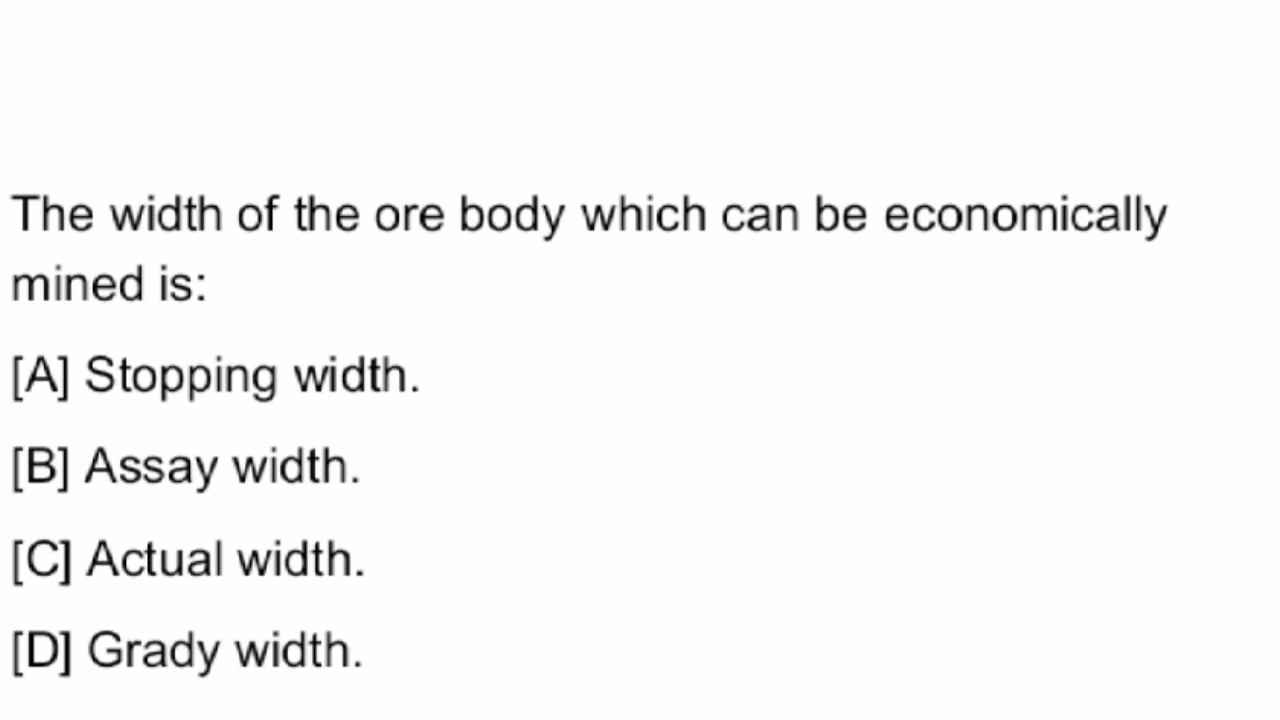 The width of the ore body which can be economically
mined is:
[A] Stopping width.
[B] Assay width.
[C] Actual width.
[D] Grady width.